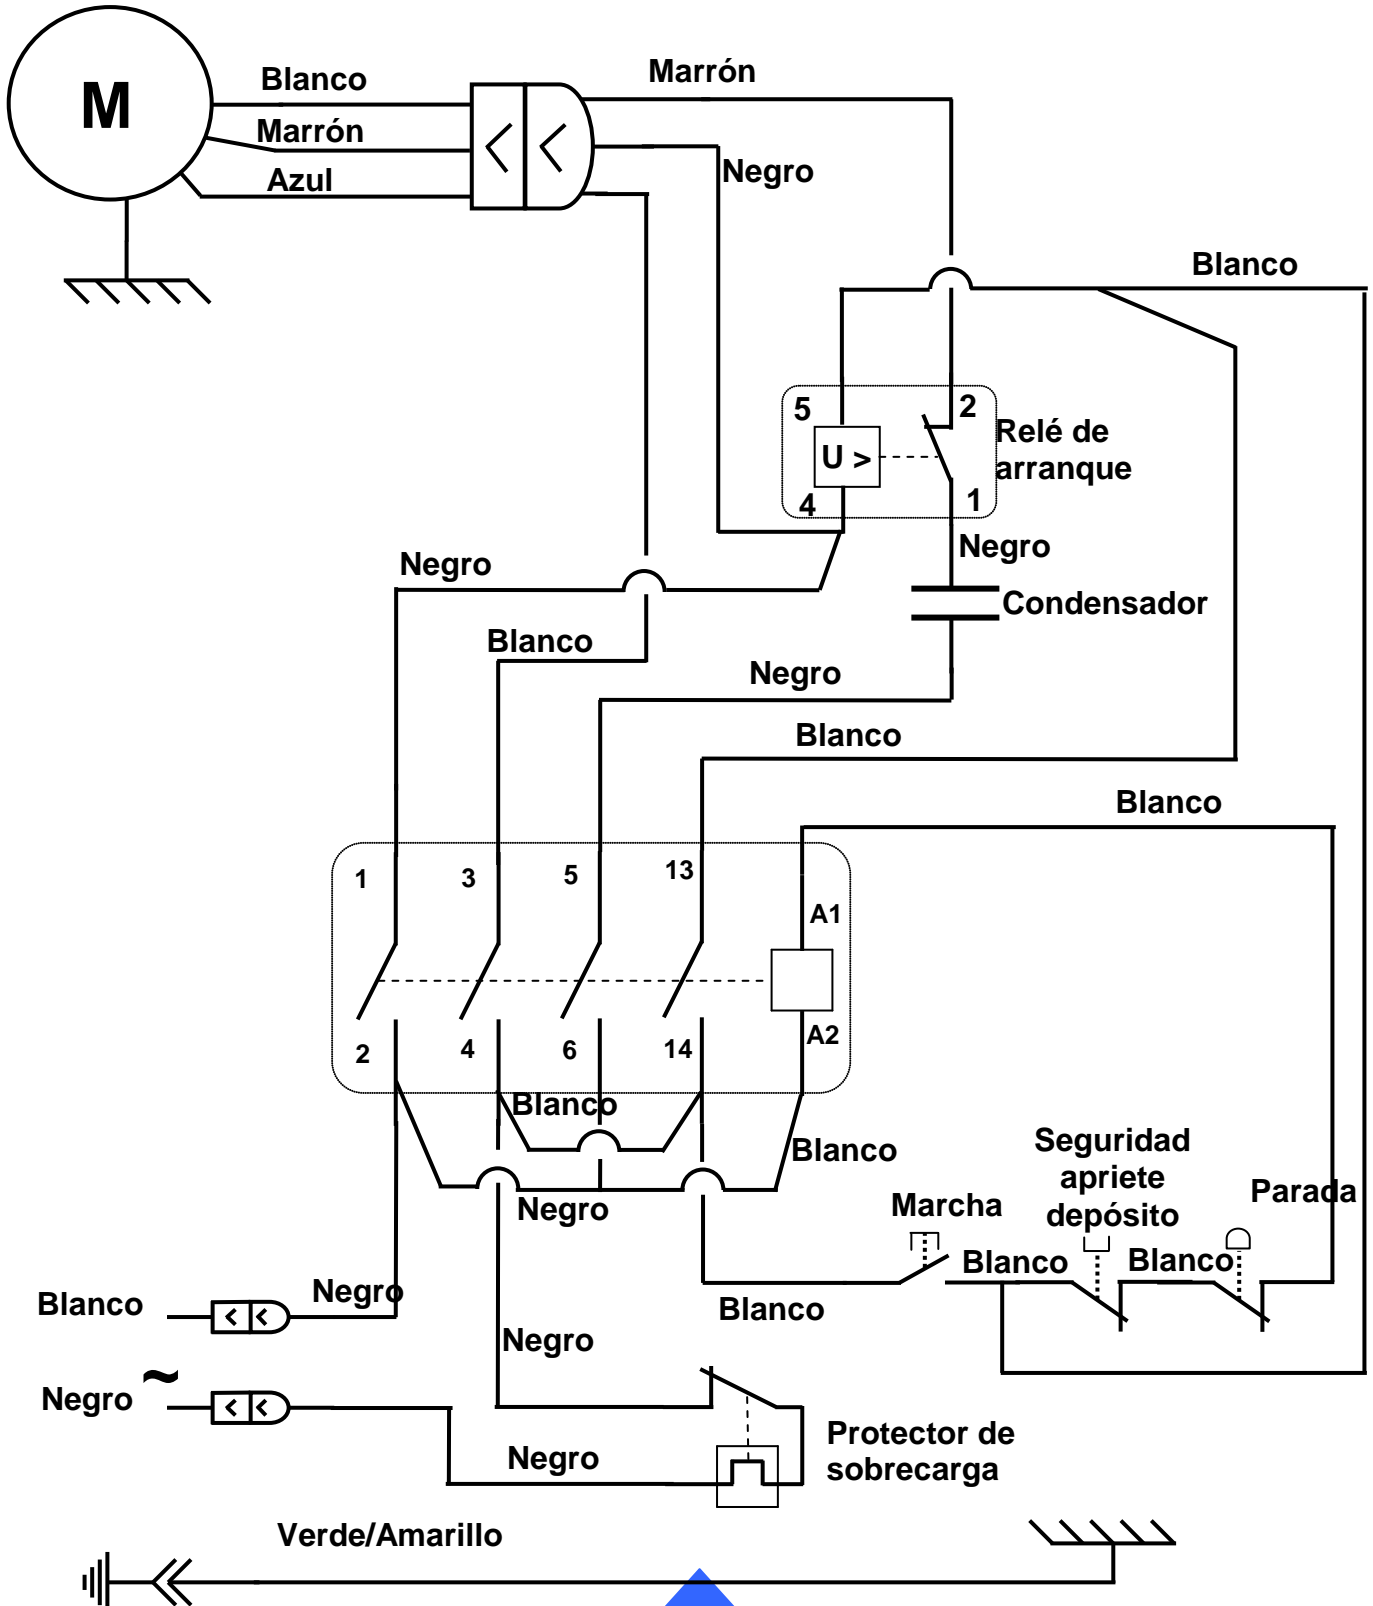 M
Blanco
Marrón
Azul
Marrón
Negro
Blanco
5
2
U >
4
1
Relé de
arranque
Negro
Condensador
Negro
Blanco
Negro
Blanco
Blanco
1
3
5
13
A1
2
4
6
14
A2
Blanco
Blanco
Negro
Seguridad
apriete
depósito
Parada
Marcha
Blanco
Blanco
Blanco
Blanco
Negro
Negro
~
Negro
Negro
Protector de
sobrecarga
Verde/Amarillo